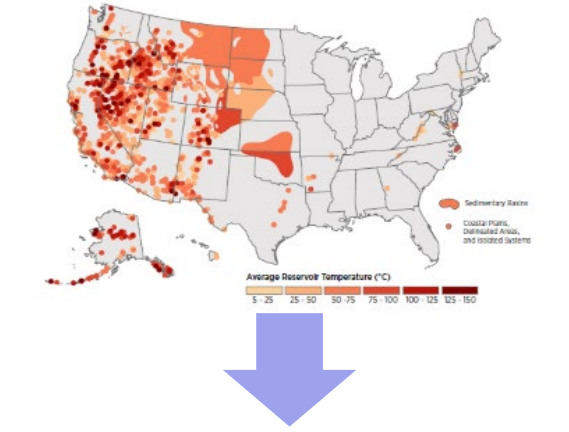 Sedimentary Basins
Coastal Plains,
Delineated Areas,
and Isolated Systems
Average Reservoir Temperature (°C)
5 - 25 25 - 50 50 - 75 75 - 100 100 - 125 125 - 150